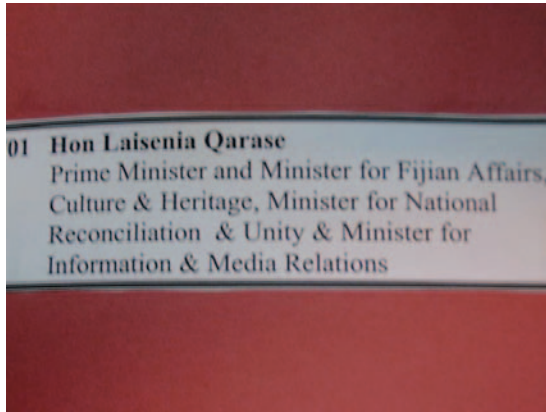 01 Hon Laisenia Qarase
Prime Minister and Minister for Fijian Affairs,
Culture & Heritage, Minister for National
Reconciliation & Unity & Minister for
Information & Media Relations